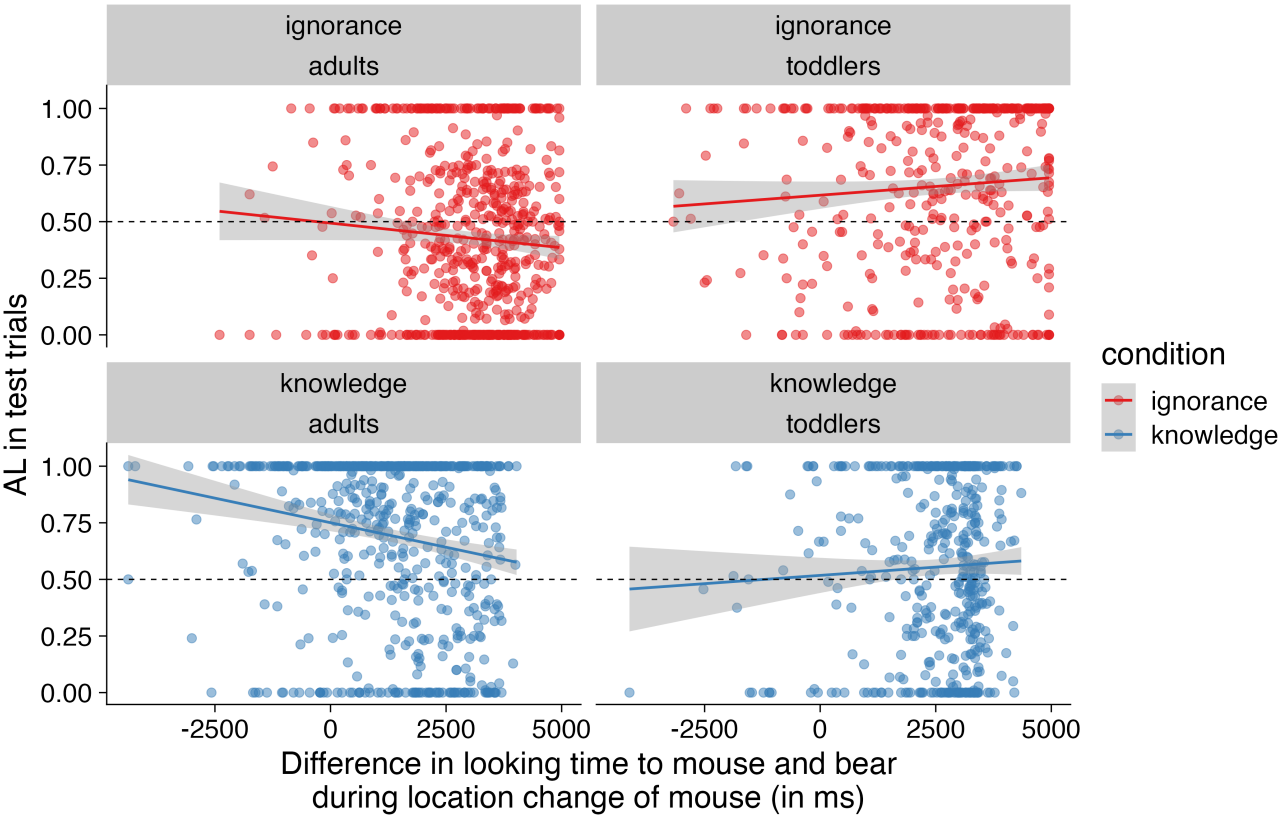 ignorance
adults
ignorance
toddlers
1.00
0.75
0.50
0.25
0.00
knowledge
adults
knowledge
toddlers
1.00
0.75
0.50
0.25
0.00
-2500 0 2500 5000
-2500 0 2500 5000
AL in test trials
Difference in looking time to mouse and bear
during location change of mouse (in ms)
condition
ignorance
knowledge